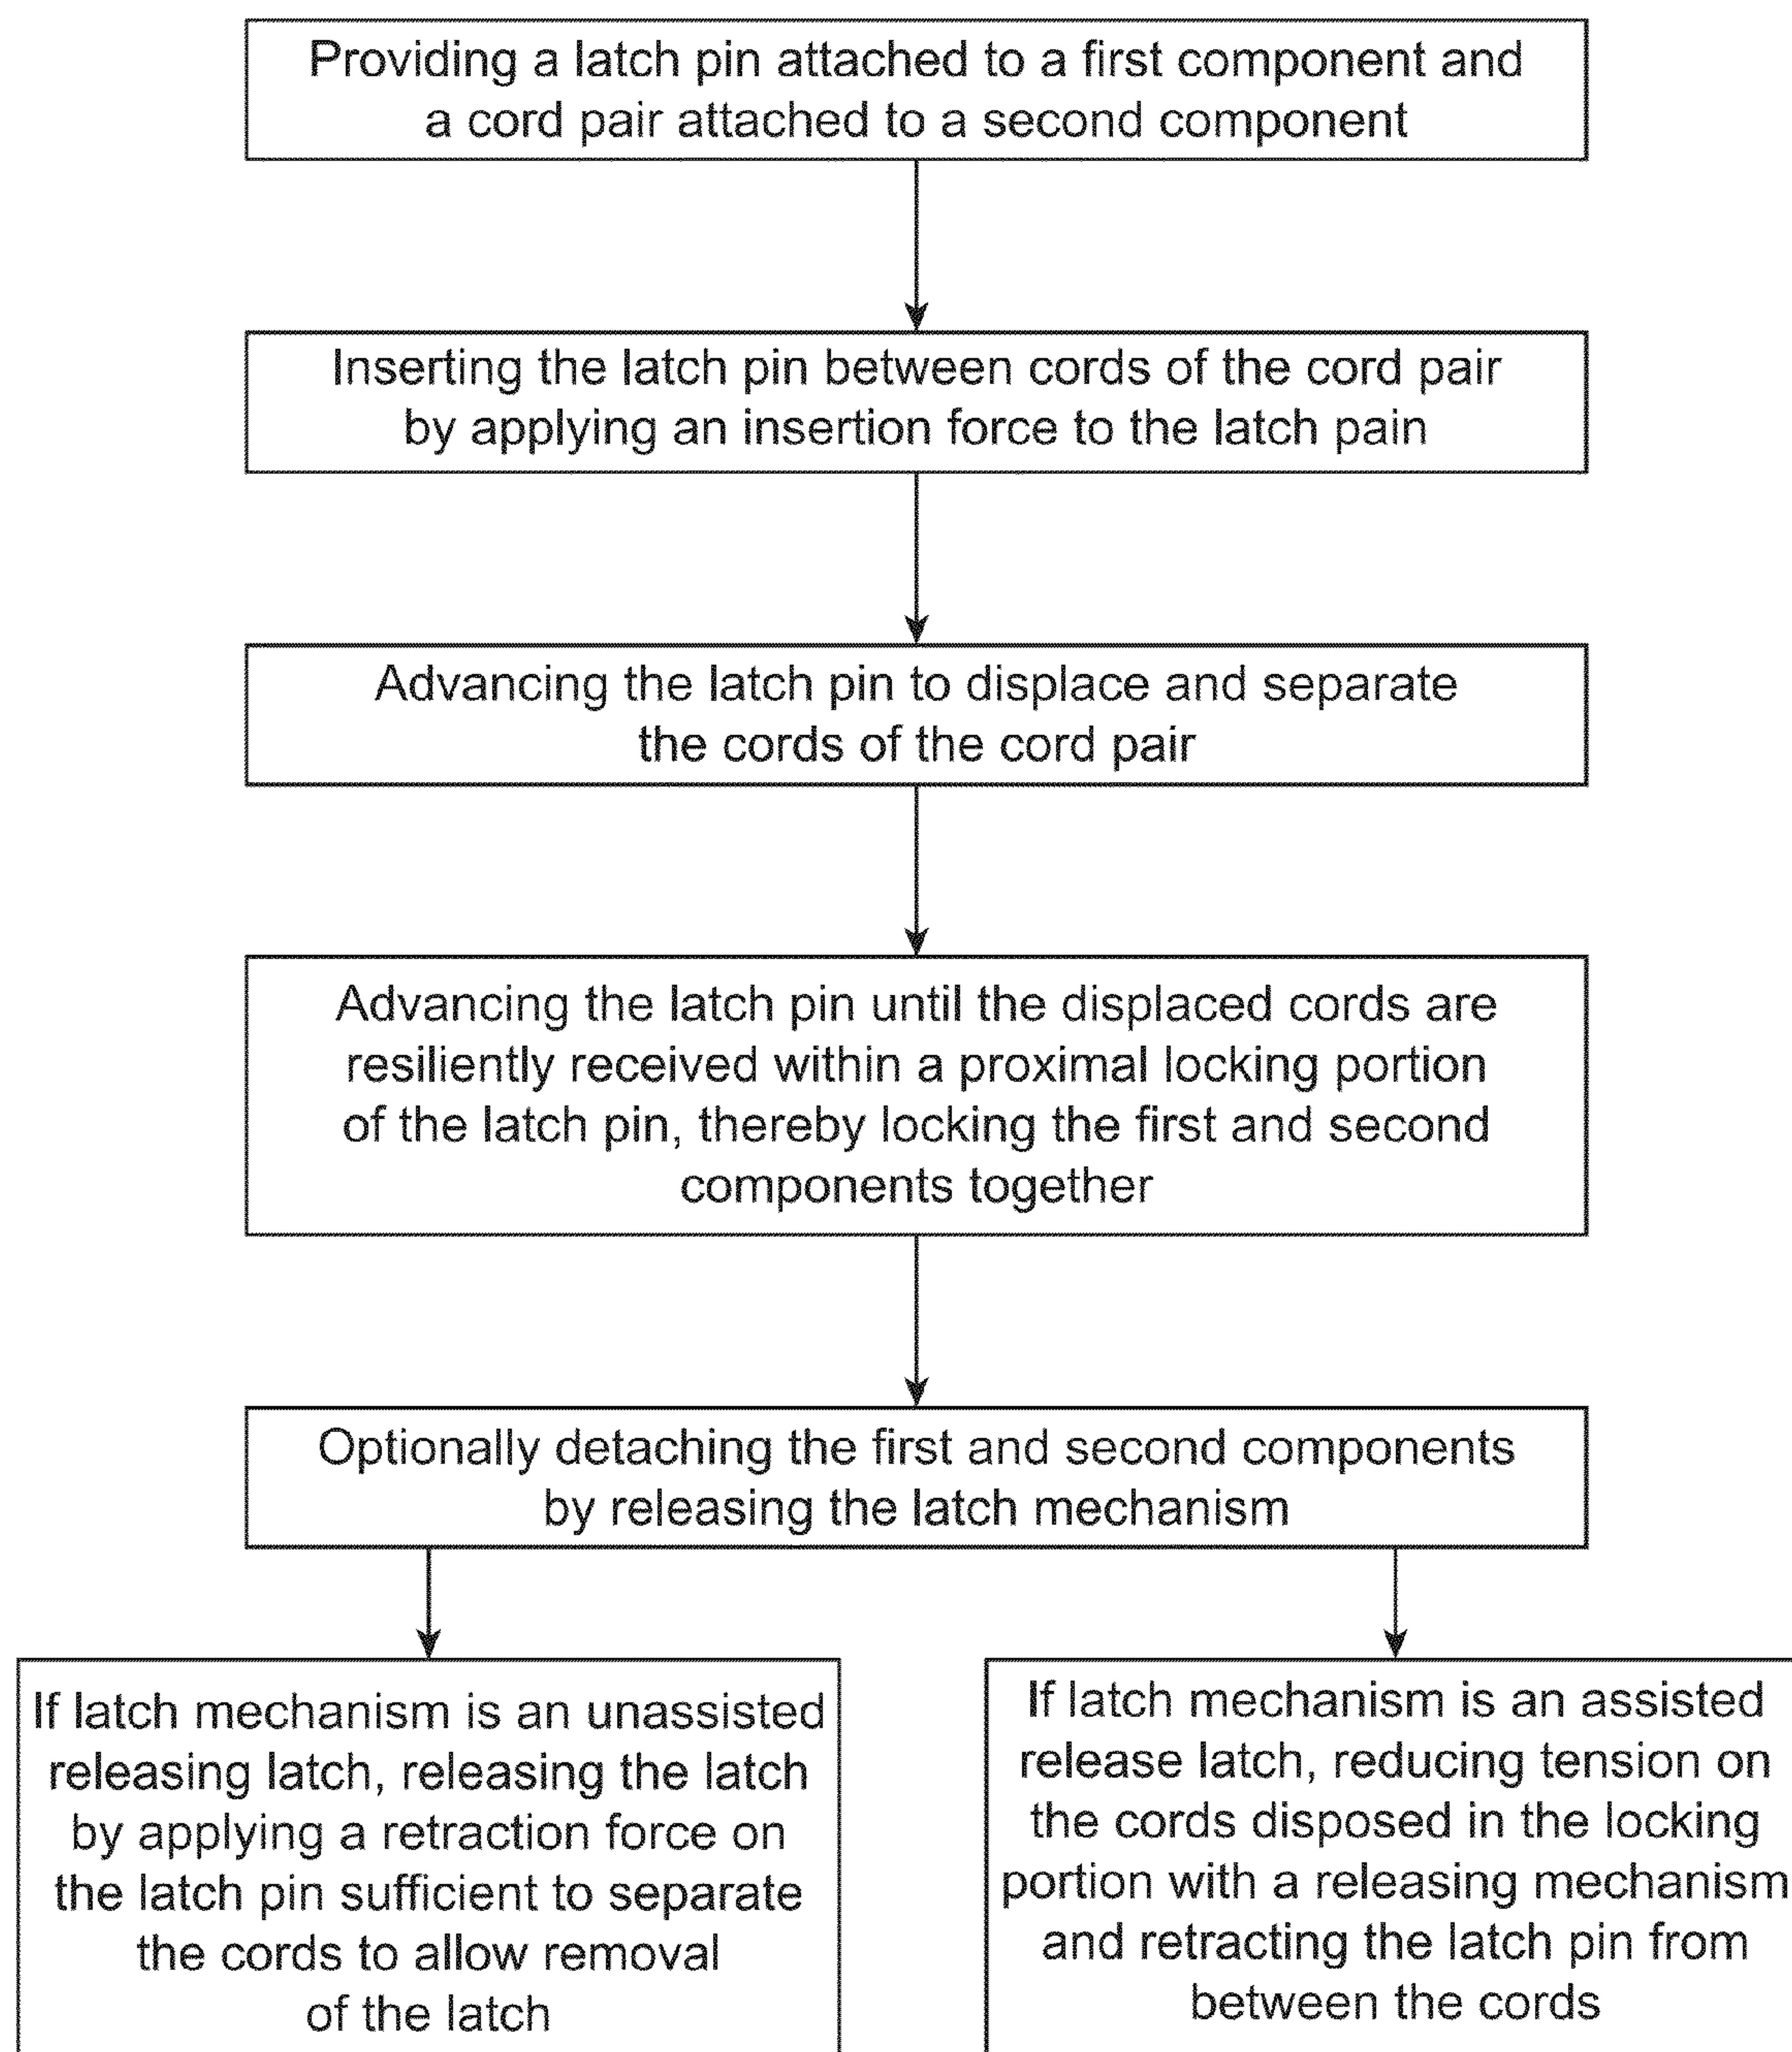 Providing a latch pin attached to a first component and
a cord pair attached to a second component
Inserting the latch pin between cords of the cord pair
by applying an insertion force to the latch pain
Advancing the latch pin to displace and separate
the cords of the cord pair
Advancing the latch pin until the displaced cords are
resiliently received within a proximal locking portion
of the latch pin, thereby locking the first and second
components together
Optionally detaching the first and second components
by releasing the latch mechanism
If latch mechanism is an unassisted
releasing latch, releasing the latch
by applying a retraction force on
the latch pin sufficient to separate
the cords to allow removal
of the latch
If latch mechanism is an assisted
release latch, reducing tension on
the cords disposed in the locking
portion with a releasing mechanism
and retracting the latch pin from
between the cords